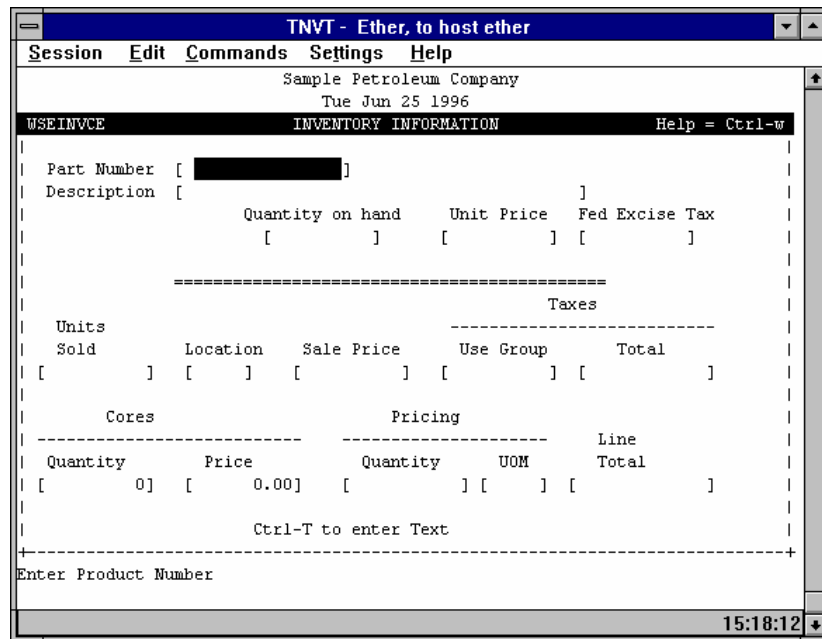 TNVT - Ether, to host ether
Session Edit Commands Settings Help
Sample Petroleum Company
Tue Jun 25 1996
WSEINVCE INVENTORY INFORMATION Help = Ctrl-w
Part Number [ ]
Description [ ]
Quantity on hand Unit Price Fed Excise Tax
[ ] [ ] [ ]
===========================================
Taxes
Units ---------------------------
Sold Location Sale Price Use Group Total
[ ] [ ] [ ] [ ] [ ]
Cores Pricing
--------------------------- --------------------- Line
Quantity Price Quantity UOM Total
[ 0] [ 0.00] [ ] [ ] [ ]
Ctrl-T to enter Text
Enter Product Number
15:18:12